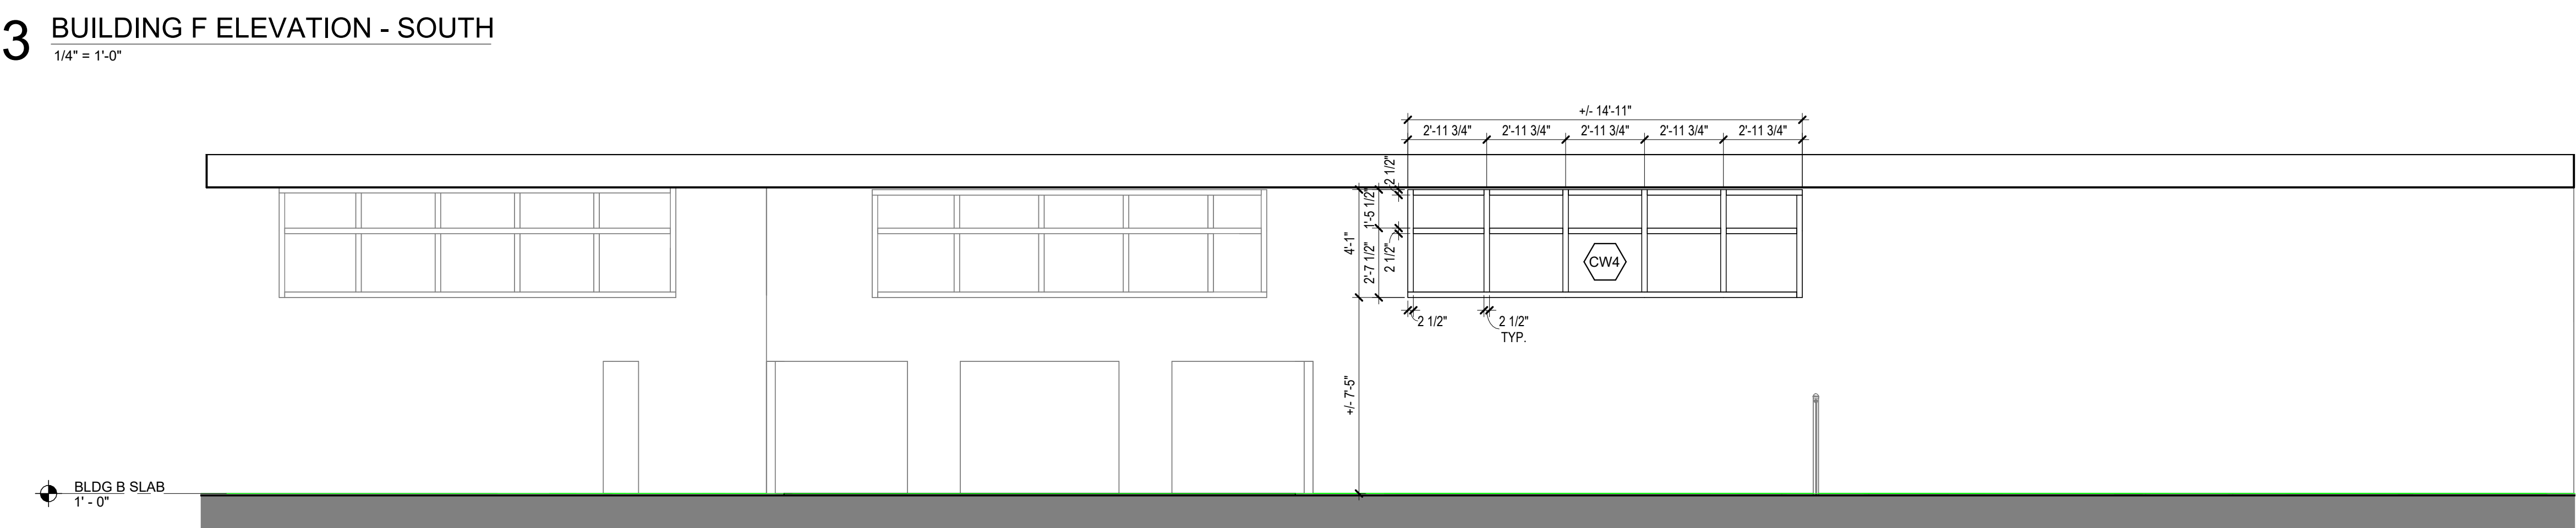 3 BUILDING F ELEVATION - SOUTH
1/4" = 1'-0"
+/- 14'-11"
2'-11 3/4" 2'-11 3/4" 2'-11 3/4" 2'-11 3/4" 2'-11 3/4"
2 1/2"
1'-5 1/2"
4'-1"
2'-7 1/2"
2 1/2"
CW4
2 1/2"
2 1/2"
TYP.
+/- 7'-5"
BLDG B SLAB
1' - 0"